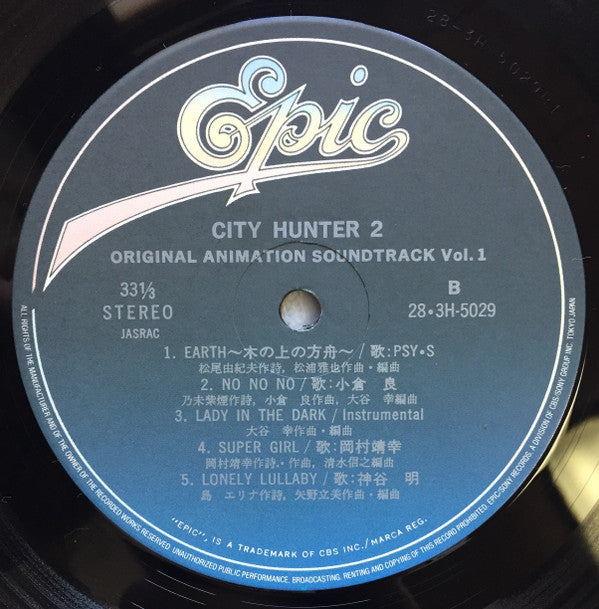 28-3H-5029
Epic
CITY HUNTER 2
ORIGINAL ANIMATION SOUNDTRACK Vol.1
33⅓
STEREO
JASRAC
B
28・3H-5029
1. EARTH〜木の上の方舟〜/歌:PSY・S
松尾由紀夫作詩, 松浦雅也作曲・編曲
2. NO NO NO/歌:小倉 良
乃未紫煙作詩, 小倉 良作曲, 大谷 幸編曲
3. LADY IN THE DARK / Instrumental
大谷 幸作曲・編曲
4. SUPER GIRL/歌:岡村靖幸
岡村靖幸作詩・作曲, 清水信之編曲
5. LONELY LULLABY/歌:神谷 明
島 エリナ作詩, 矢野立美作曲・編曲
"EPIC", IS A TRADEMARK OF CBS INC./MARCA REG.
ALL RIGHTS OF THE MANUFACTURER AND OF THE OWNER OF THE RECORDED WORKS RESERVED. UNAUTHORIZED PUBLIC PERFORMANCE, BROADCASTING, RENTING AND COPYING OF THIS RECORD PROHIBITED. EPIC/SONY RECORDS. A DIVISION OF CBS/SONY GROUP INC. TOKYO JAPAN.